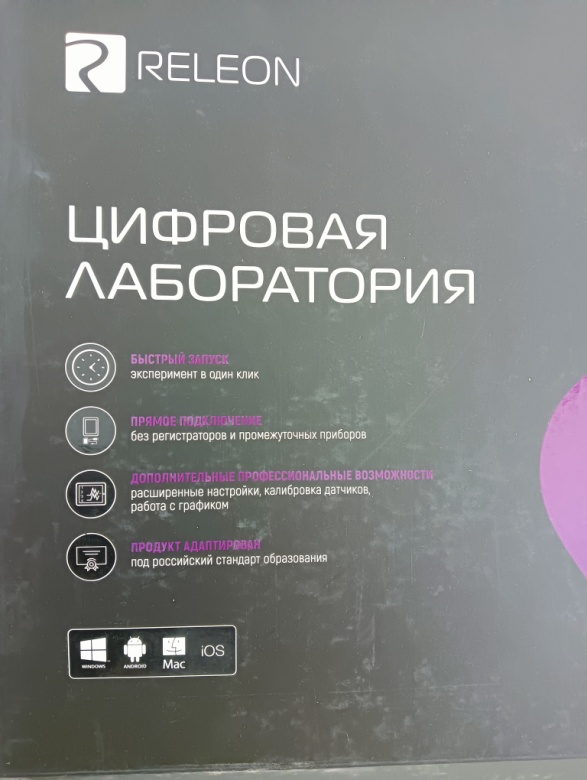 RELEON
ЦИФРОВАЯ
ЛАБОРАТОРИЯ
БЫСТРЫЙ ЗАПУСК
эксперимент в один клик
ПРЯМОЕ ПОДКЛЮЧЕНИЕ
без регистраторов и промежуточных приборов
ДОПОЛНИТЕЛЬНЫЕ ПРОФЕССИОНАЛЬНЫЕ ВОЗМОЖНОСТИ
расширенные настройки, калибровка датчиков,
работа с графиком
ПРОДУКТ АДАПТИРОВАН
под российский стандарт образования
WINDOWS ANDROID Mac iOS